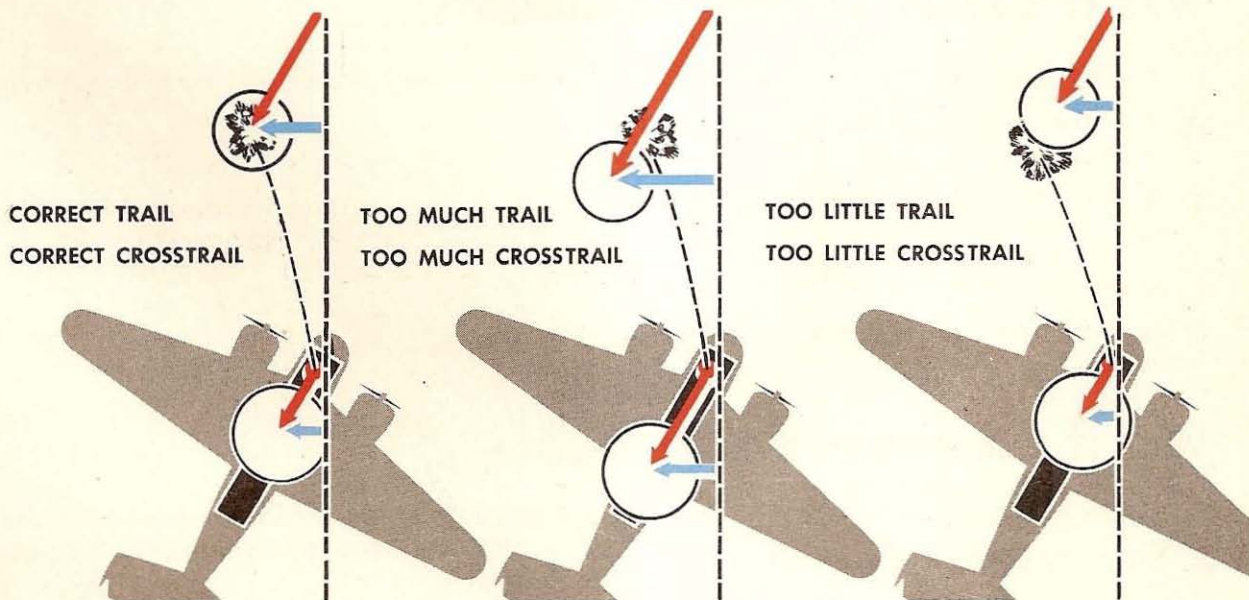 CORRECT TRAIL
CORRECT CROSSTRAIL
TOO MUCH TRAIL
TOO MUCH CROSSTRAIL
TOO LITTLE TRAIL
TOO LITTLE CROSSTRAIL